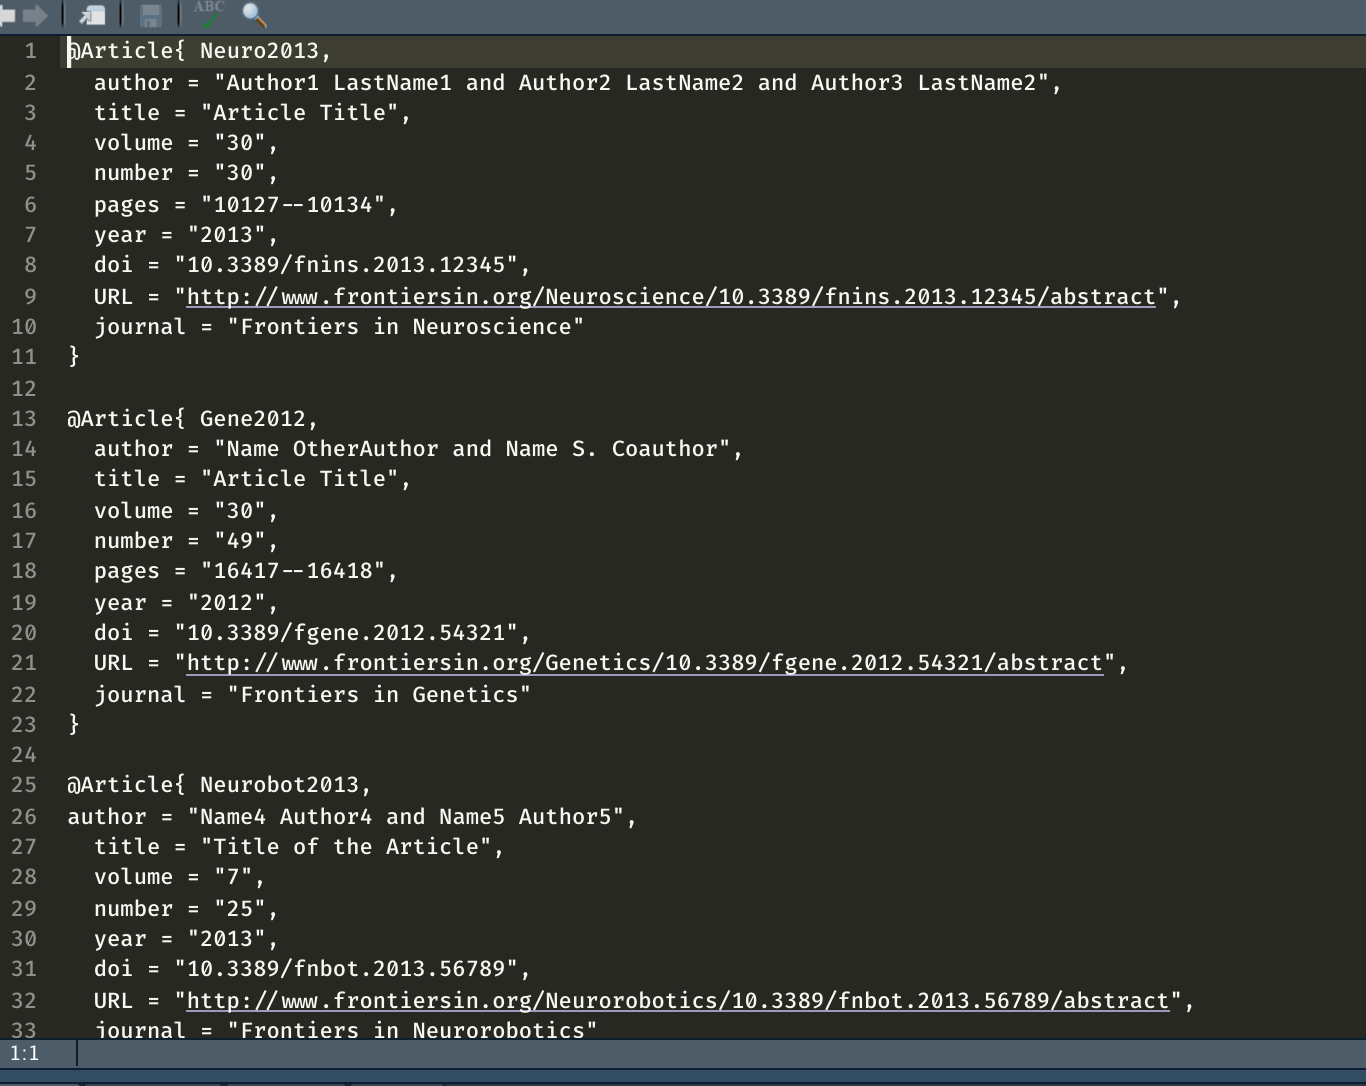 ABC
1 @Article{ Neuro2013,
2 author = "Author1 LastName1 and Author2 LastName2 and Author3 LastName2",
3 title = "Article Title",
4 volume = "30",
5 number = "30",
6 pages = "10127--10134",
7 year = "2013",
8 doi = "10.3389/fnins.2013.12345",
9 URL = "http://www.frontiersin.org/Neuroscience/10.3389/fnins.2013.12345/abstract",
10 journal = "Frontiers in Neuroscience"
11 }
12
13 @Article{ Gene2012,
14 author = "Name OtherAuthor and Name S. Coauthor",
15 title = "Article Title",
16 volume = "30",
17 number = "49",
18 pages = "16417--16418",
19 year = "2012",
20 doi = "10.3389/fgene.2012.54321",
21 URL = "http://www.frontiersin.org/Genetics/10.3389/fgene.2012.54321/abstract",
22 journal = "Frontiers in Genetics"
23 }
24
25 @Article{ Neurobot2013,
26 author = "Name4 Author4 and Name5 Author5",
27 title = "Title of the Article",
28 volume = "7",
29 number = "25",
30 year = "2013",
31 doi = "10.3389/fnbot.2013.56789",
32 URL = "http://www.frontiersin.org/Neurorobotics/10.3389/fnbot.2013.56789/abstract",
33 journal = "Frontiers in Neurorobotics"
1:1